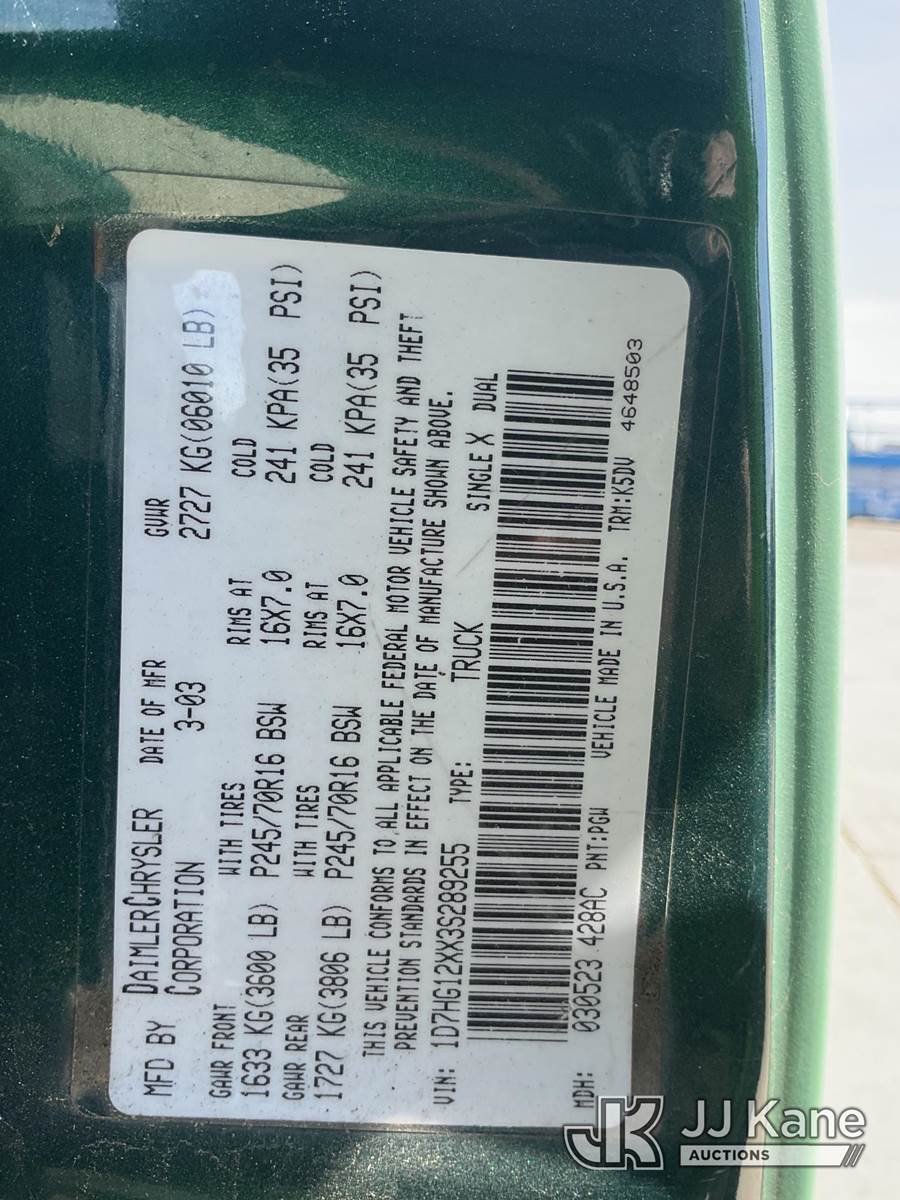 MFD BY DAIMLERCHRYSLER CORPORATION DATE OF MFR 3-03 GVWR 2727 KG(06010 LB)
GAWR FRONT WITH TIRES RIMS AT COLD
1633 KG(3600 LB) P245/70R16 BSW 16X7.0 241 KPA(35 PSI)
GAWR REAR WITH TIRES RIMS AT COLD
1727 KG(3806 LB) P245/70R16 BSW 16X7.0 241 KPA(35 PSI)
THIS VEHICLE CONFORMS TO ALL APPLICABLE FEDERAL MOTOR VEHICLE SAFETY AND THEFT
PREVENTION STANDARDS IN EFFECT ON THE DATE OF MANUFACTURE SHOWN ABOVE.
VIN: 1D7HG12XX3S289255 TYPE: TRUCK SINGLE X DUAL
MDH: 030523 428AC PNT:PGW VEHICLE MADE IN U.S.A. TRM:K5DV 4648503
JK JJ Kane
AUCTIONS